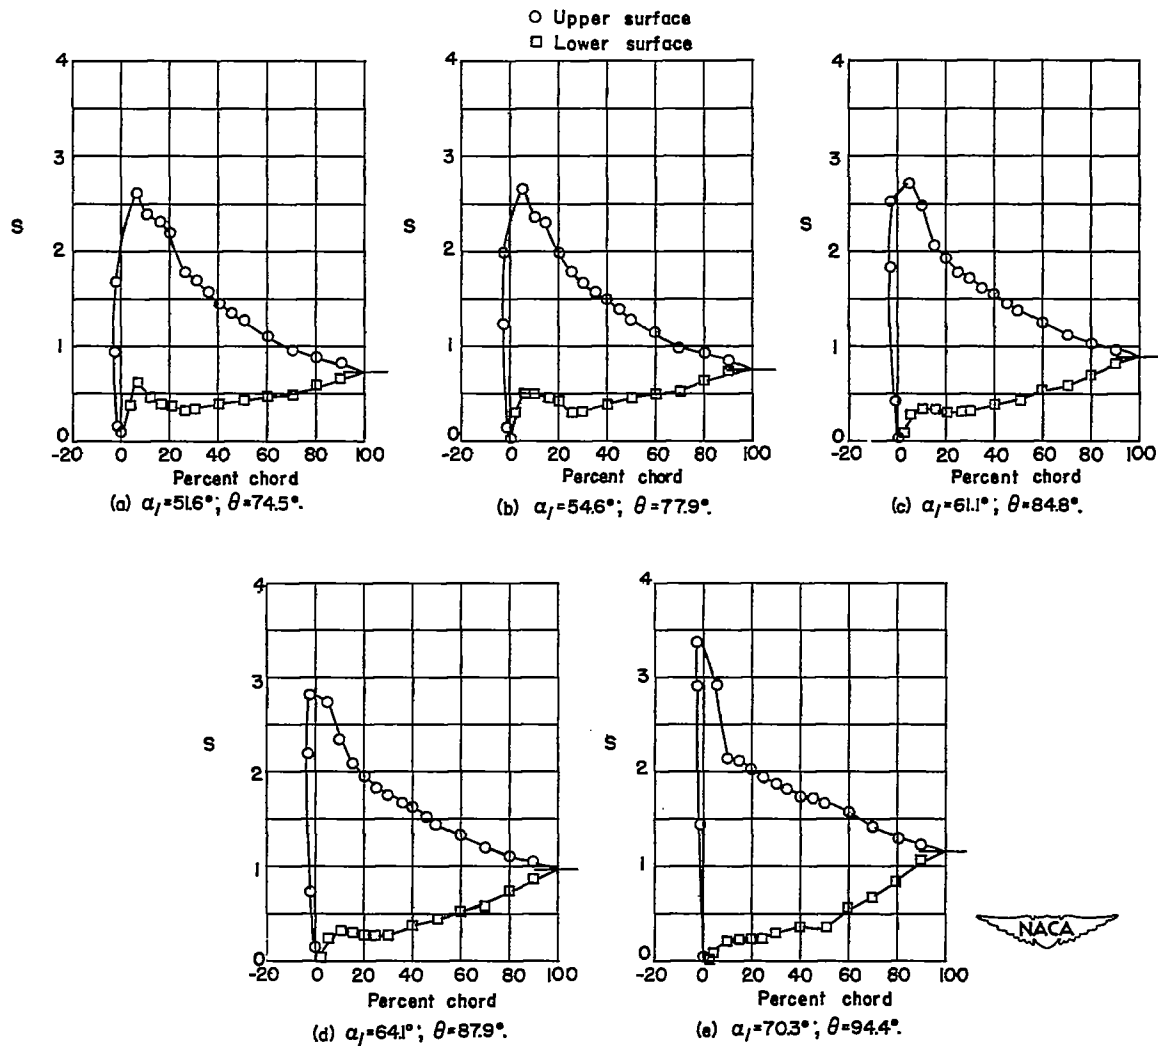 Upper surface
Lower surface
4
3
2
1
0
S
-20 0 20 40 60 80 100
Percent chord
(a) α₁=51.6°; θ=74.5°.
4
3
2
1
0
S
-20 0 20 40 60 80 100
Percent chord
(b) α₁=54.6°; θ=77.9°.
4
3
2
1
0
S
-20 0 20 40 60 80 100
Percent chord
(c) α₁=61.1°; θ=84.8°.
4
3
2
1
0
S
-20 0 20 40 60 80 100
Percent chord
(d) α₁=64.1°; θ=87.9°.
4
3
2
1
0
S
-20 0 20 40 60 80 100
Percent chord
(e) α₁=70.3°; θ=94.4°.
NACA